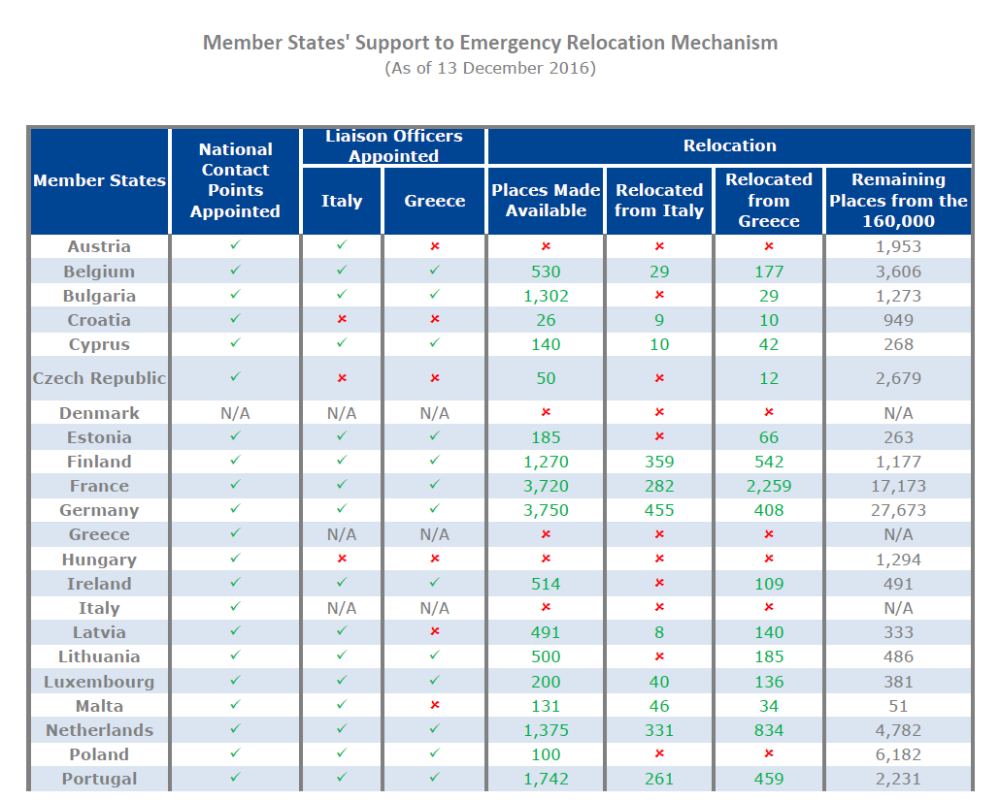 Member States' Support to Emergency Relocation Mechanism
(As of 13 December 2016)
Member States National Contact Points Appointed Liaison Officers Appointed Relocation
Italy Greece Places Made Available Relocated from Italy Relocated from Greece Remaining Places from the 160,000
Austria ✓ ✓ × × × × 1,953
Belgium ✓ ✓ ✓ 530 29 177 3,606
Bulgaria ✓ ✓ ✓ 1,302 × 29 1,273
Croatia ✓ × × 26 9 10 949
Cyprus ✓ ✓ ✓ 140 10 42 268
Czech Republic ✓ × × 50 × 12 2,679
Denmark N/A N/A N/A × × × N/A
Estonia ✓ ✓ ✓ 185 × 66 263
Finland ✓ ✓ ✓ 1,270 359 542 1,177
France ✓ ✓ ✓ 3,720 282 2,259 17,173
Germany ✓ ✓ ✓ 3,750 455 408 27,673
Greece ✓ N/A N/A × × × N/A
Hungary ✓ × × × × × 1,294
Ireland ✓ ✓ ✓ 514 × 109 491
Italy ✓ N/A N/A × × × N/A
Latvia ✓ ✓ × 491 8 140 333
Lithuania ✓ ✓ ✓ 500 × 185 486
Luxembourg ✓ ✓ ✓ 200 40 136 381
Malta ✓ ✓ × 131 46 34 51
Netherlands ✓ ✓ ✓ 1,375 331 834 4,782
Poland ✓ ✓ ✓ 100 × × 6,182
Portugal ✓ ✓ ✓ 1,742 261 459 2,231